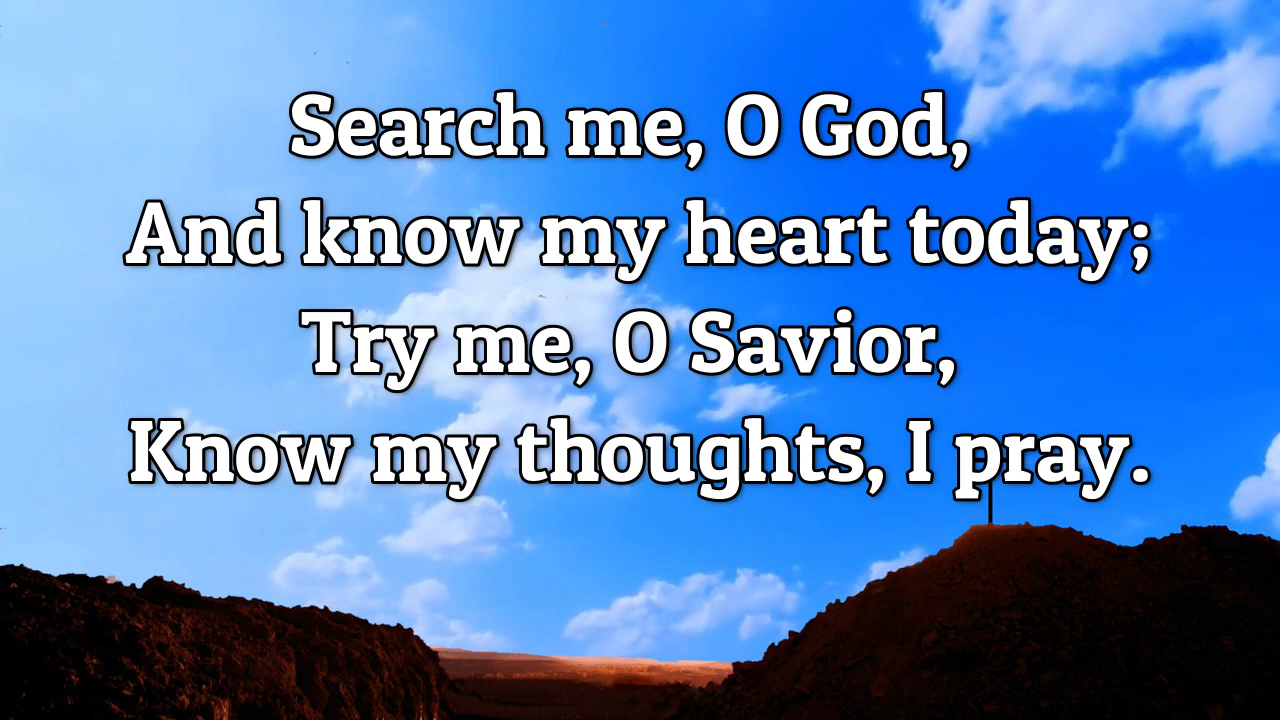 Search me, O God,
And know my heart today;
Try me, O Savior,
Know my thoughts, I pray.